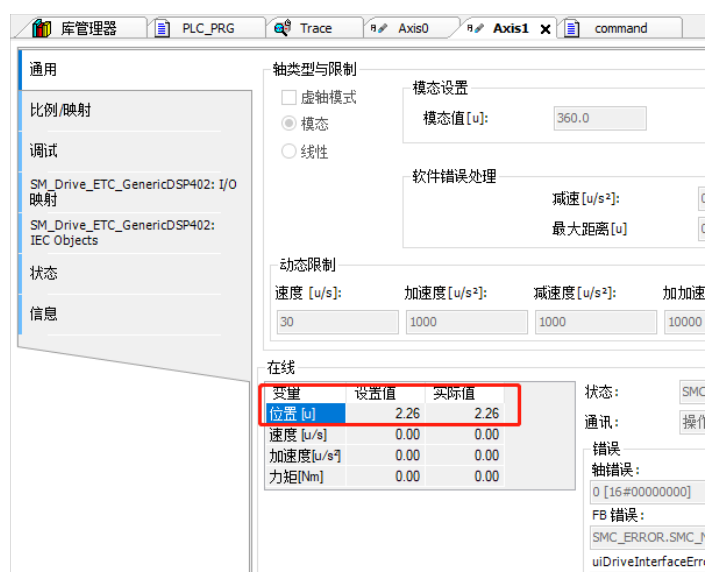 库管理器 PLC_PRG Trace Axis0 Axis1 command
通用
比例/映射
调试
SM_Drive_ETC_GenericDSP402: I/O
映射
SM_Drive_ETC_GenericDSP402:
IEC Objects
状态
信息
轴类型与限制
虚轴模式
模态
线性
模态设置
模态值[u]: 360.0
软件错误处理
减速[u/s²]: 0
最大距离[u] 0
动态限制
速度 [u/s]: 加速度[u/s²]: 减速度[u/s²]: 加加速
30 1000 1000 10000
在线
变量 设置值 实际值
位置 [u] 2.26 2.26
速度 [u/s] 0.00 0.00
加速度[u/s²] 0.00 0.00
力矩[Nm] 0.00 0.00
状态: SMC
通讯: 操作
错误
轴错误:
0 [16#00000000]
FB 错误:
SMC_ERROR.SMC_N
uiDriveInterfaceErro